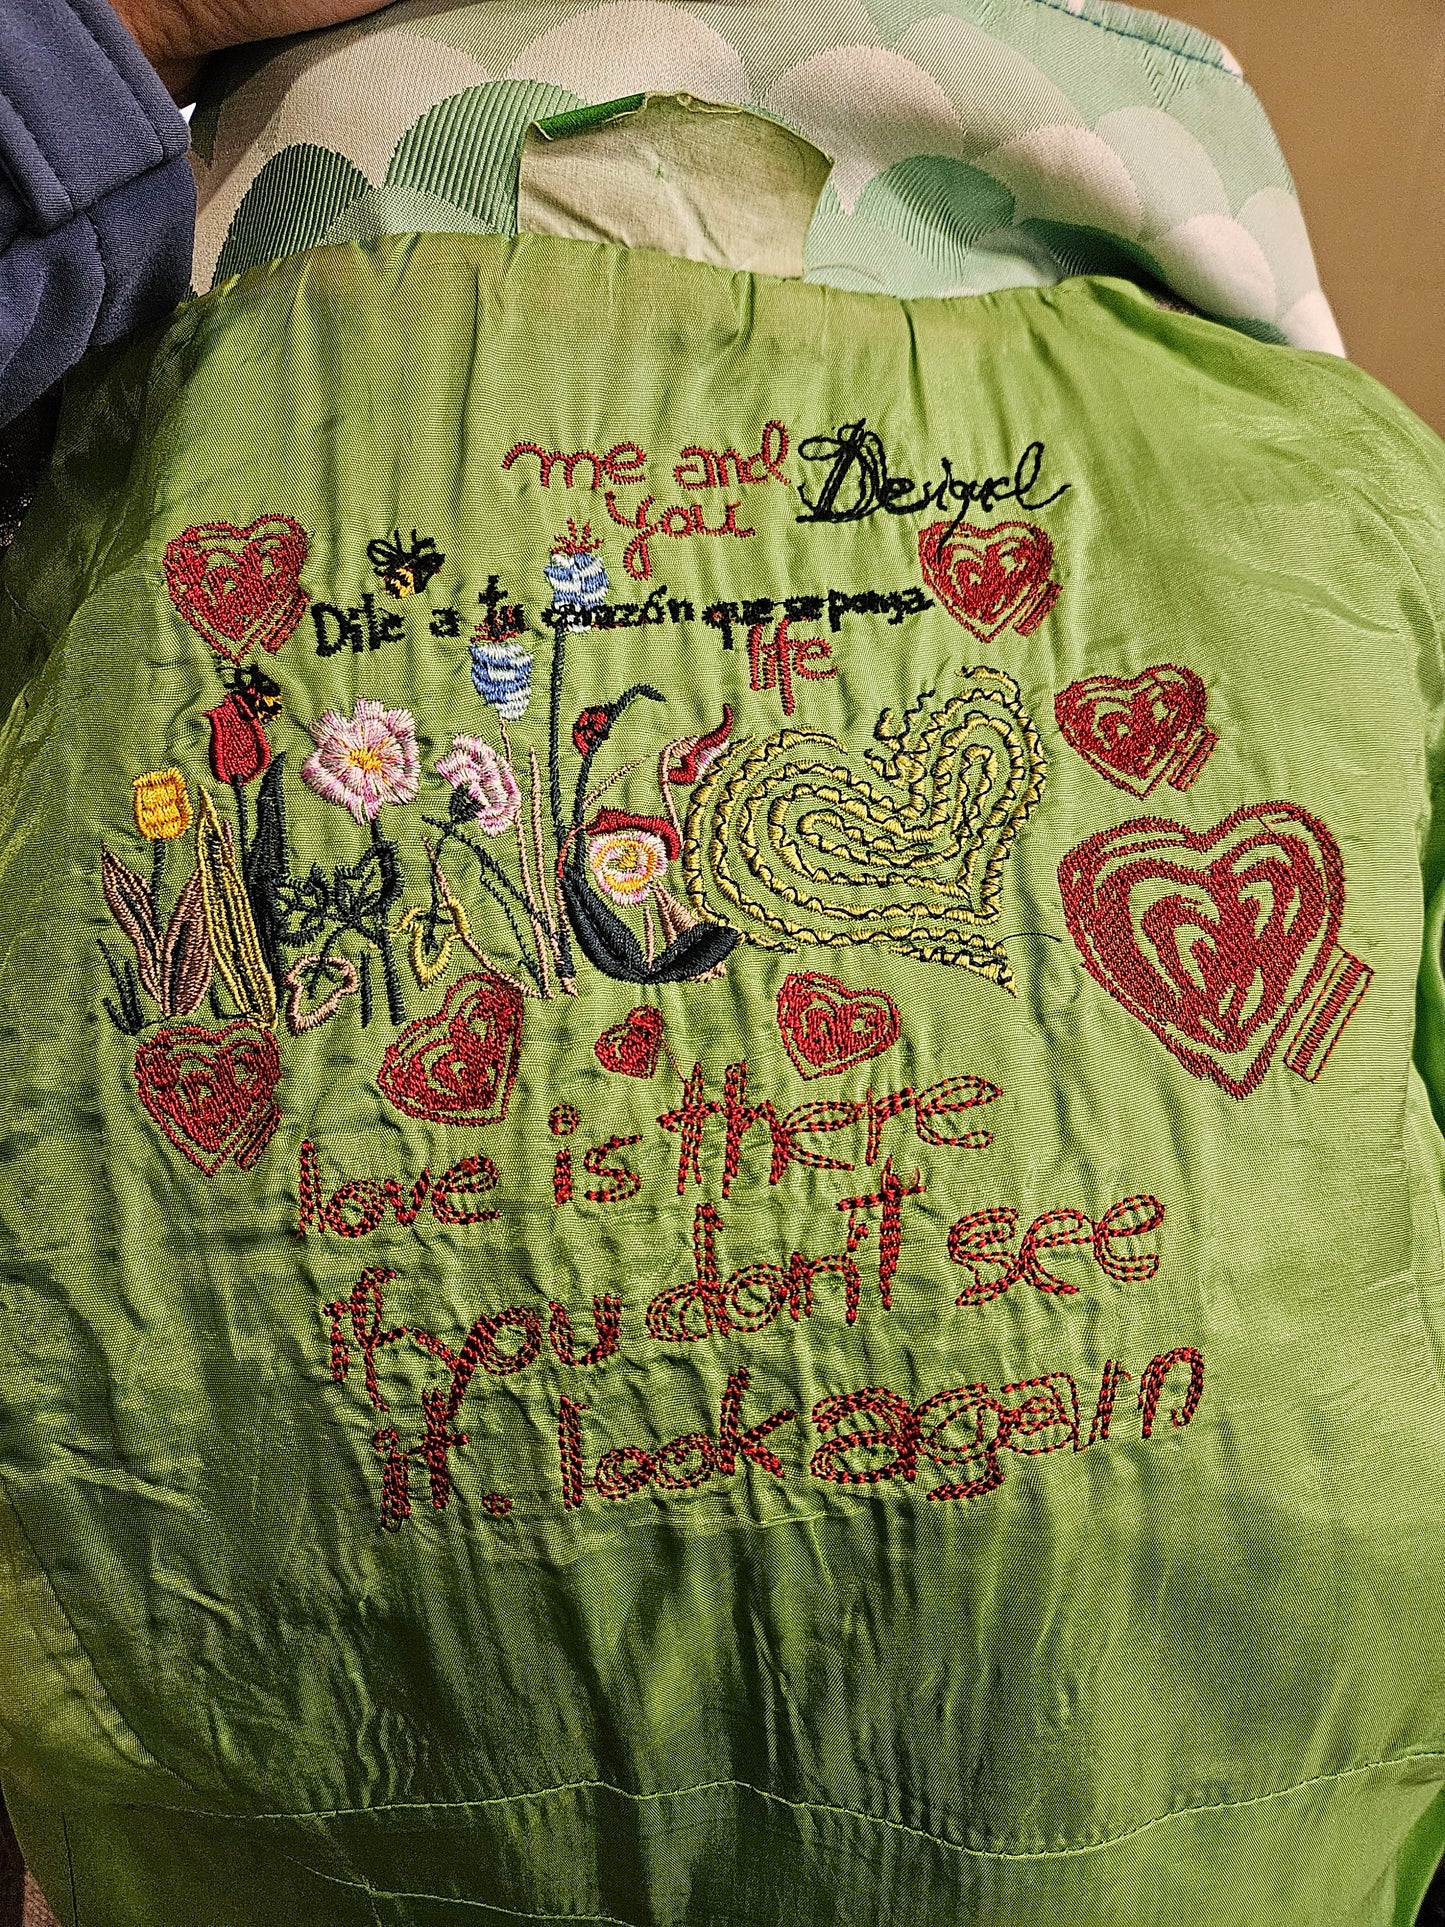 me and Desigual
you
Dile a tu corazón que se ponga
life
love is there
if you don't see
it. look again